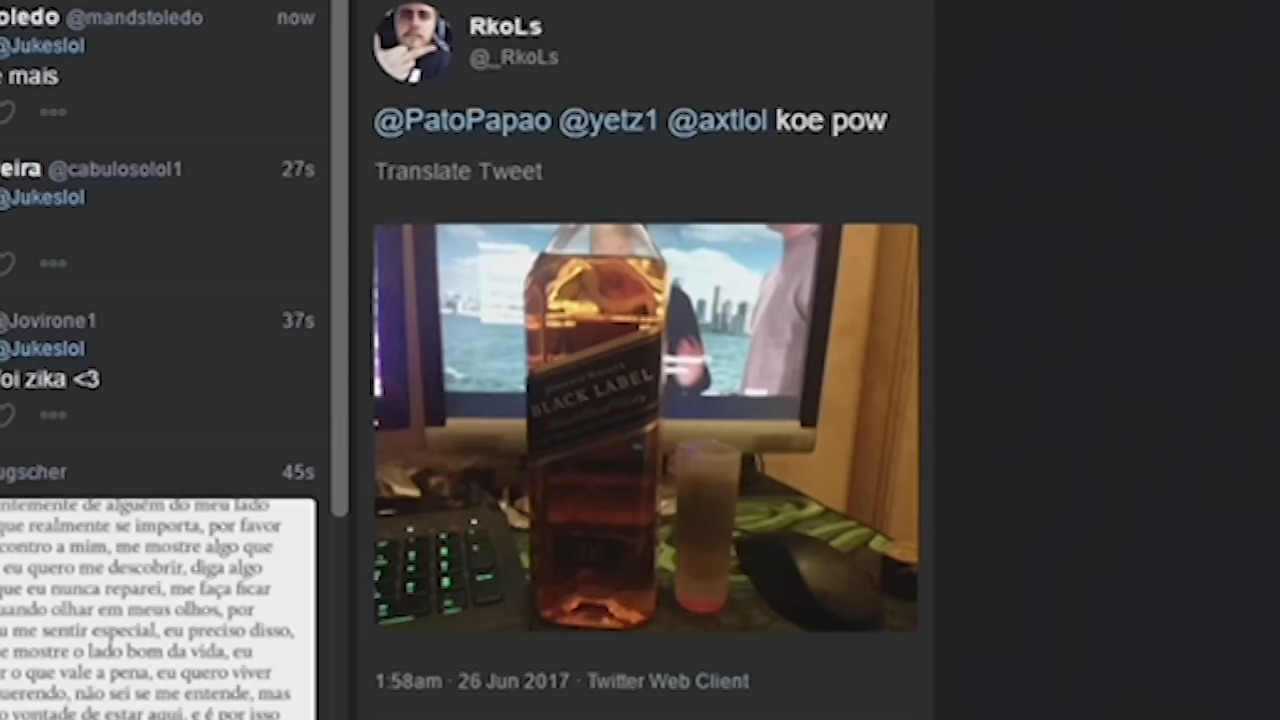 oledo @mandstoledo now
@Jukeslol
e mais
eira @cabulosolol1 27s
@Jukeslol
@Jovirone1 37s
@Jukeslol
foi zika <3
ugscher 45s
ntemente de alguém do meu lado
que realmente se importa, por favor
contro a mim, me mostre algo que
eu quero me descobrir, diga algo
que eu nunca reparei, me faça ficar
uando olhar em meus olhos, por
u me sentir especial, eu preciso disso,
e mostre o lado bom da vida, eu
r o que vale a pena, eu quero viver
uerendo, não sei se me entende, mas
o vontade de estar aqui, e é por isso
RkoLs
@_RkoLs
@PatoPapao @yetz1 @axtlol koe pow
Translate Tweet
JOHNNIE WALKER
BLACK LABEL
1:58am · 26 Jun 2017 · Twitter Web Client